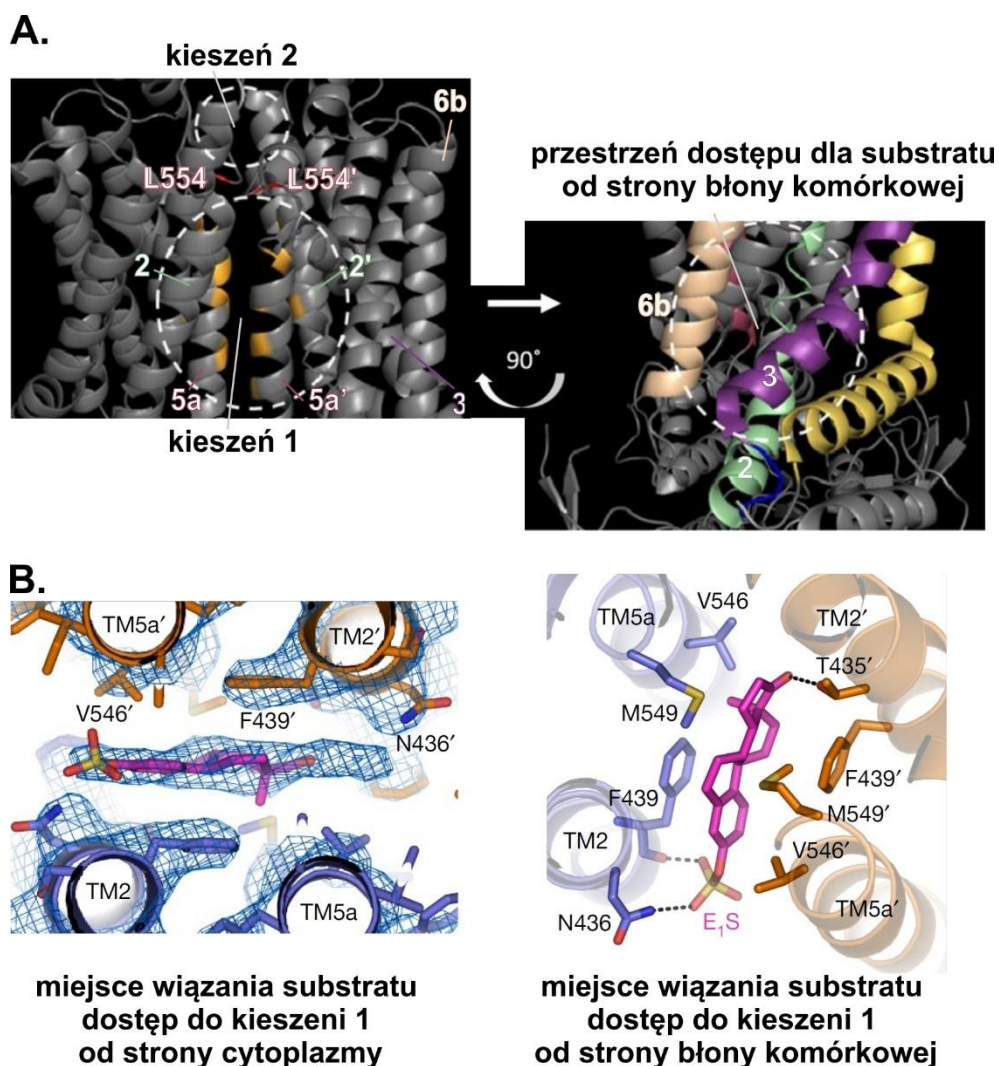 A.
kieszeń 2
6b
L554
L554'
2
2'
5a
5a'
3
kieszeń 1
90°
przestrzeń dostępu dla substratu
od strony błony komórkowej
6b
3
2
B.
TM5a′
TM2′
V546′
F439′
N436′
TM2
TM5a
miejsce wiązania substratu
dostęp do kieszeni 1
od strony cytoplazmy
TM5a
V546
TM2′
T435′
M549
F439′
F439
M549′
TM2
V546′
N436
E₁S
TM5a′
miejsce wiązania substratu
dostęp do kieszeni 1
od strony błony komórkowej